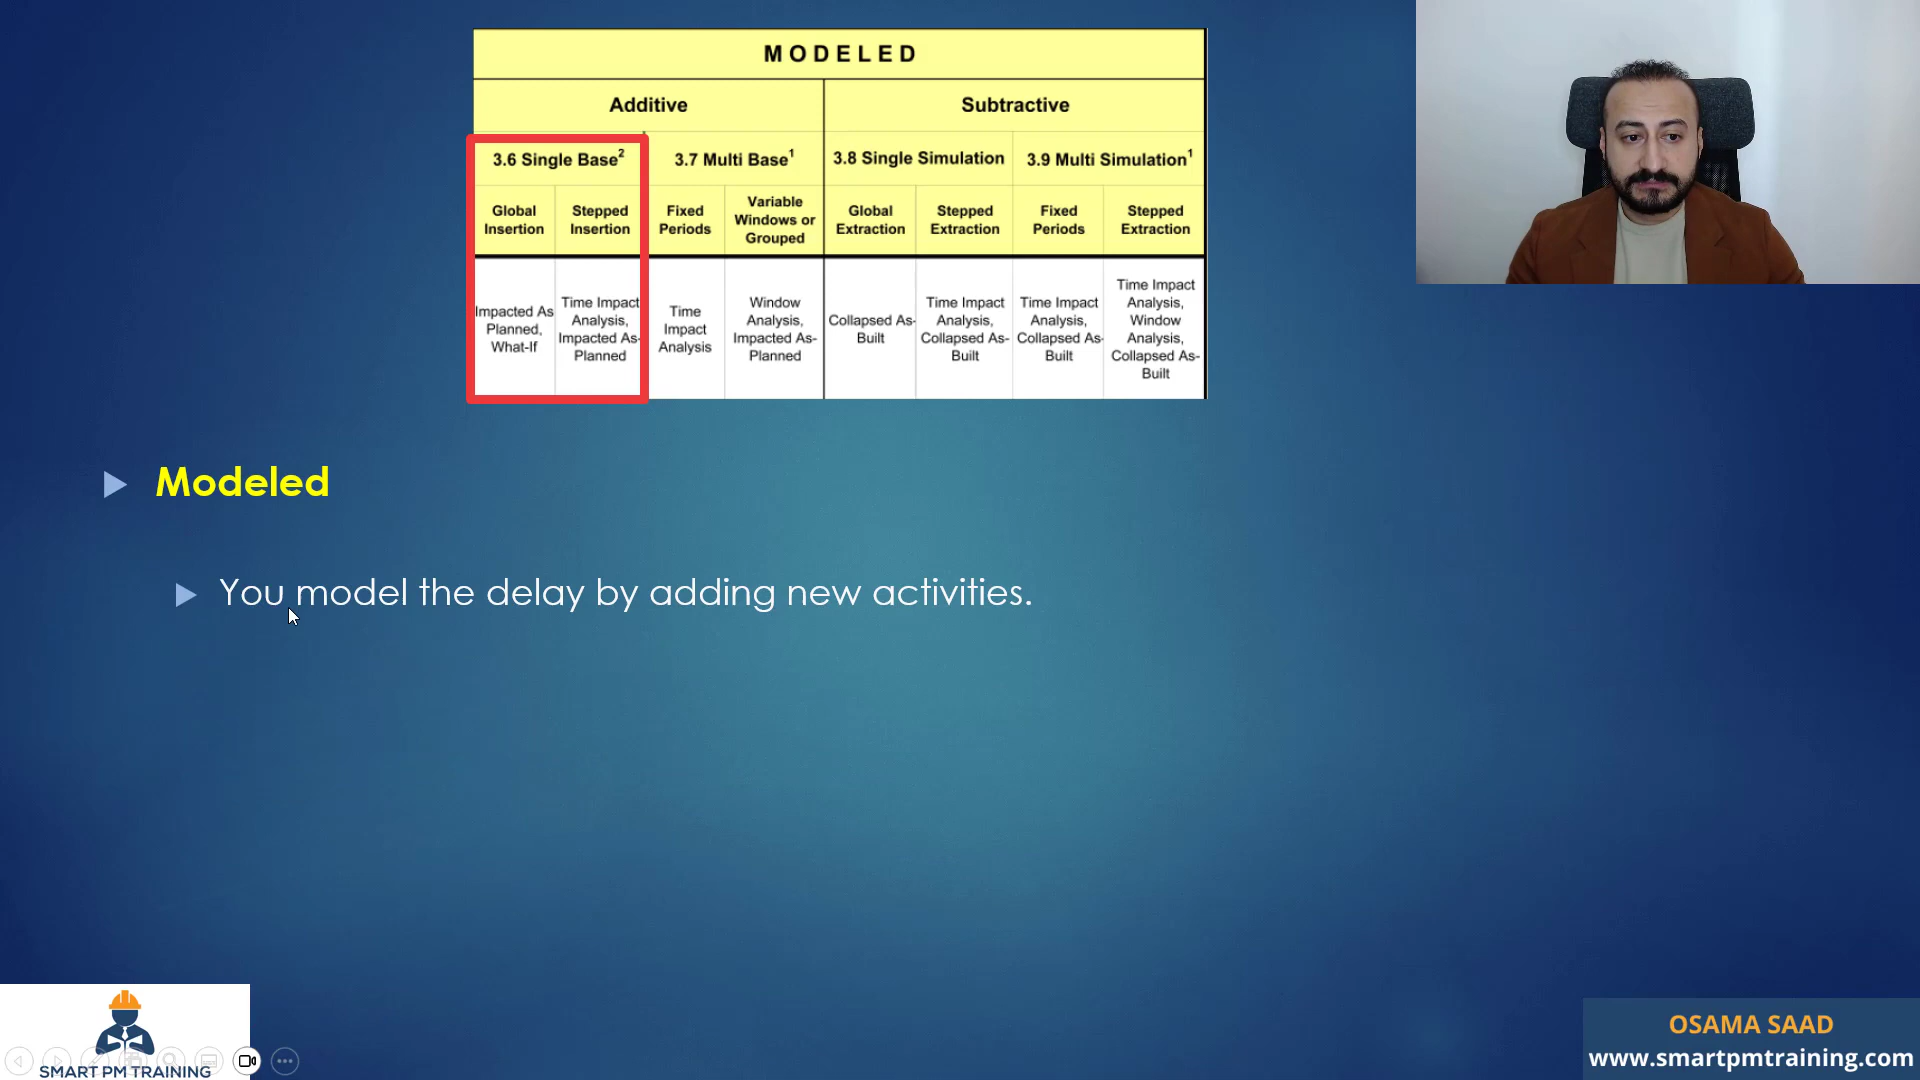 MODELED
Additive
Subtractive
3.6 Single Base2
3.7 Multi Base1
3.8 Single Simulation
3.9 Multi Simulation1
Global
Insertion
Stepped
Insertion
Fixed
Periods
Variable
Windows or
Grouped
Global
Extraction
Stepped
Extraction
Fixed
Periods
Stepped
Extraction
Impacted As
Planned,
What-If
Time Impact
Analysis,
Impacted As-
Planned
Time
Impact
Analysis
Window
Analysis,
Impacted As-
Planned
Collapsed As-
Built
Time Impact
Analysis,
Collapsed As-
Built
Time Impact
Analysis,
Collapsed As-
Built
Time Impact
Analysis,
Window
Analysis,
Collapsed As-
Built
Modeled
You model the delay by adding new activities.
SMART PM TRAINING
OSAMA SAAD
www.smartpmtraining.com